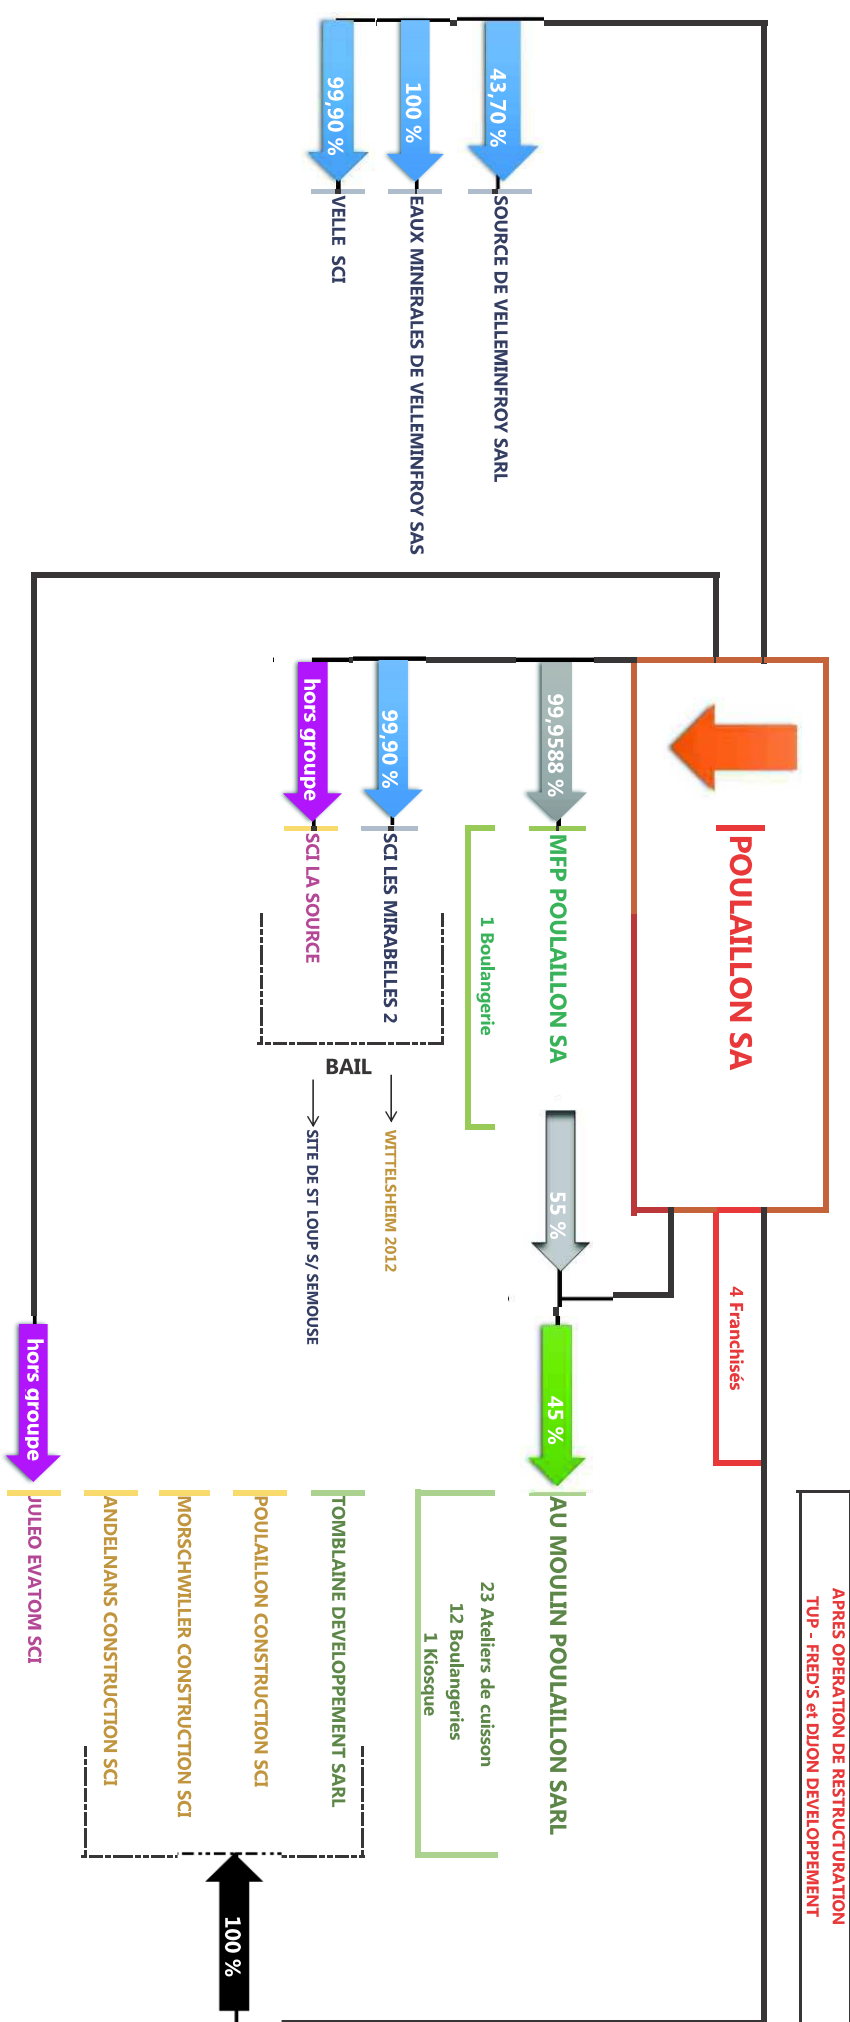 APRES OPERATION DE RESTRUCTURATION
TUP - FRED'S et DIJON DEVELOPPEMENT
POULAILLON SA
4 Franchisés
43,70 %
SOURCE DE VELLEMINFROY SARL
100 %
EAUX MINERALES DE VELLEMINFROY SAS
99,90 %
VELLE SCI
99,9588 %
MFP POULAILLON SA
1 Boulangerie
55 %
45 %
AU MOULIN POULAILLON SARL
23 Ateliers de cuisson
12 Boulangeries
1 Kiosque
99,90 %
SCI LES MIRABELLES 2
hors groupe
SCI LA SOURCE
BAIL
WITTELSHEIM 2012
SITE DE ST LOUP S/ SEMOUSE
TOMBLAINE DEVELOPPEMENT SARL
POULAILLON CONSTRUCTION SCI
MORSCHWILLER CONSTRUCTION SCI
ANDELNANS CONSTRUCTION SCI
100 %
hors groupe
JULEO EVATOM SCI